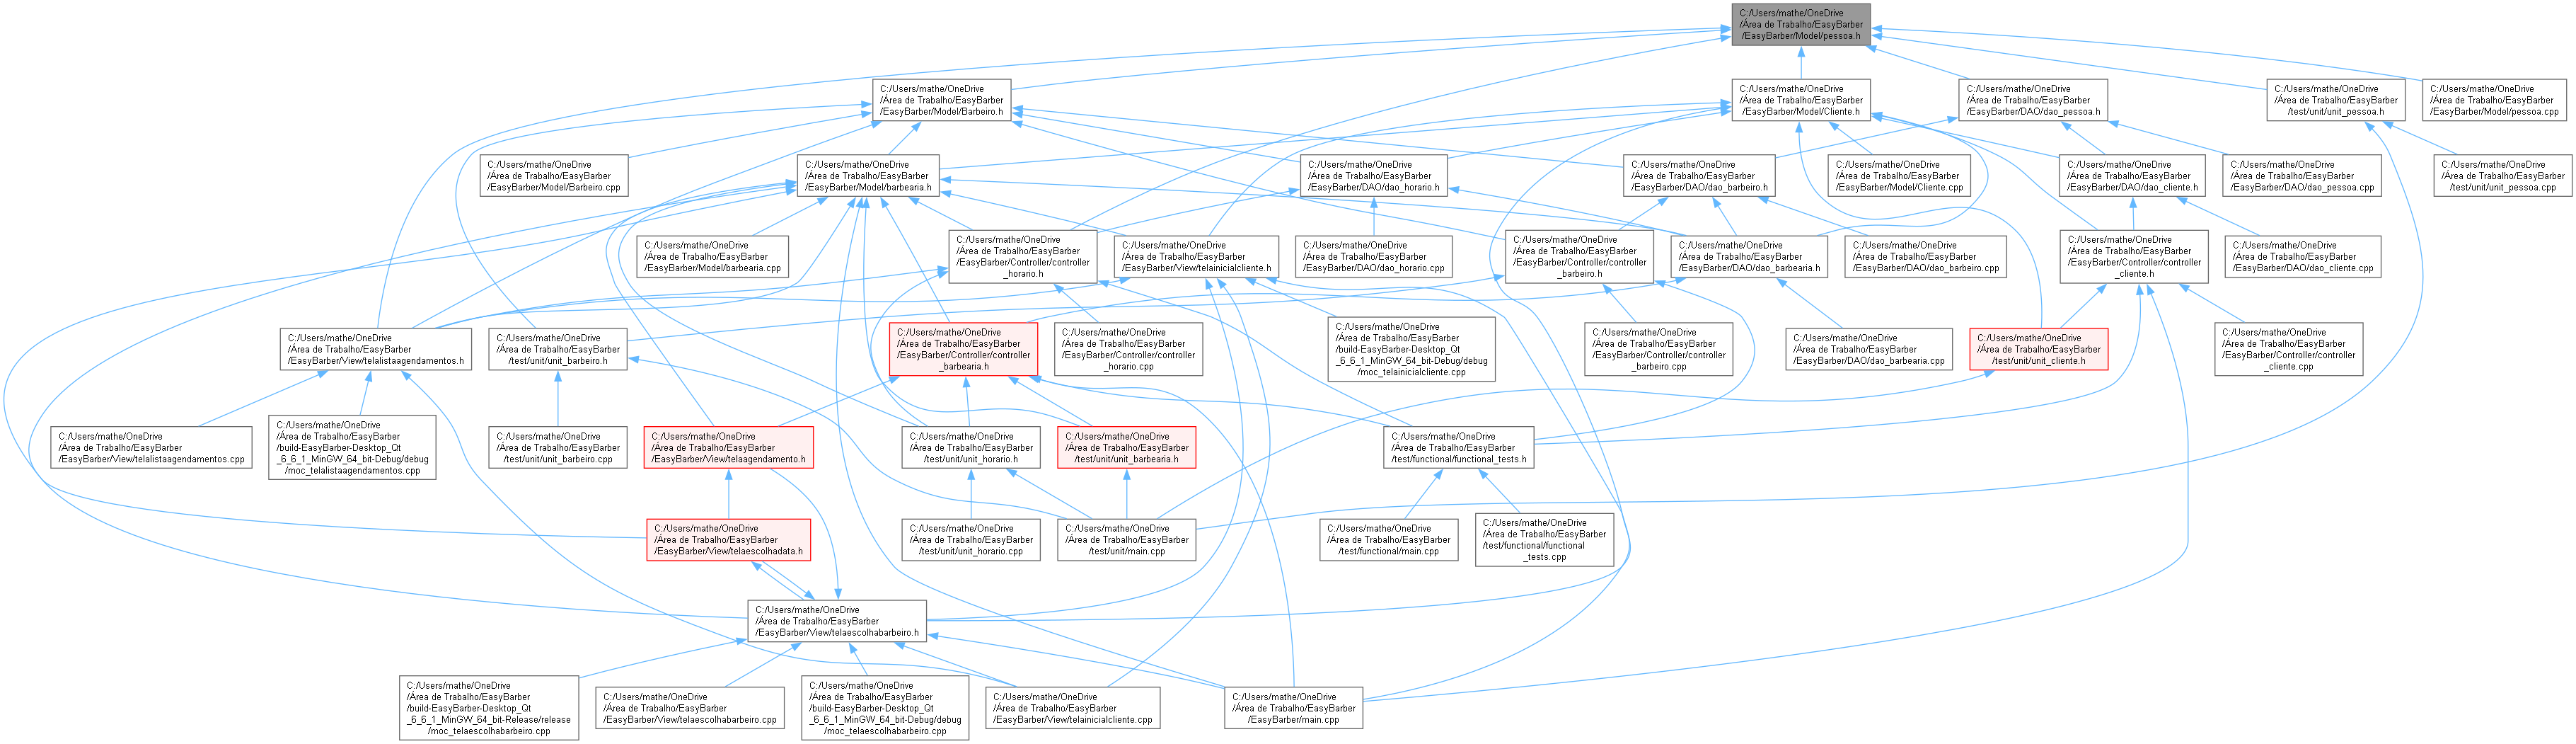 C:/Users/mathe/OneDrive
/Área de Trabalho/EasyBarber
/EasyBarber/Model/pessoa.h
C:/Users/mathe/OneDrive
/Área de Trabalho/EasyBarber
/EasyBarber/Model/Barbeiro.h
C:/Users/mathe/OneDrive
/Área de Trabalho/EasyBarber
/EasyBarber/Model/Cliente.h
C:/Users/mathe/OneDrive
/Área de Trabalho/EasyBarber
/EasyBarber/DAO/dao_pessoa.h
C:/Users/mathe/OneDrive
/Área de Trabalho/EasyBarber
/test/unit/unit_pessoa.h
C:/Users/mathe/OneDrive
/Área de Trabalho/EasyBarber
/EasyBarber/Model/pessoa.cpp
C:/Users/mathe/OneDrive
/Área de Trabalho/EasyBarber
/EasyBarber/Model/Barbeiro.cpp
C:/Users/mathe/OneDrive
/Área de Trabalho/EasyBarber
/EasyBarber/Model/barbearia.h
C:/Users/mathe/OneDrive
/Área de Trabalho/EasyBarber
/EasyBarber/DAO/dao_horario.h
C:/Users/mathe/OneDrive
/Área de Trabalho/EasyBarber
/EasyBarber/DAO/dao_barbeiro.h
C:/Users/mathe/OneDrive
/Área de Trabalho/EasyBarber
/EasyBarber/Model/Cliente.cpp
C:/Users/mathe/OneDrive
/Área de Trabalho/EasyBarber
/EasyBarber/DAO/dao_cliente.h
C:/Users/mathe/OneDrive
/Área de Trabalho/EasyBarber
/EasyBarber/DAO/dao_pessoa.cpp
C:/Users/mathe/OneDrive
/Área de Trabalho/EasyBarber
/test/unit/unit_pessoa.cpp
C:/Users/mathe/OneDrive
/Área de Trabalho/EasyBarber
/EasyBarber/Model/barbearia.cpp
C:/Users/mathe/OneDrive
/Área de Trabalho/EasyBarber
/EasyBarber/Controller/controller
_horario.h
C:/Users/mathe/OneDrive
/Área de Trabalho/EasyBarber
/EasyBarber/View/telainicialcliente.h
C:/Users/mathe/OneDrive
/Área de Trabalho/EasyBarber
/EasyBarber/DAO/dao_horario.cpp
C:/Users/mathe/OneDrive
/Área de Trabalho/EasyBarber
/EasyBarber/Controller/controller
_barbeiro.h
C:/Users/mathe/OneDrive
/Área de Trabalho/EasyBarber
/EasyBarber/DAO/dao_barbearia.h
C:/Users/mathe/OneDrive
/Área de Trabalho/EasyBarber
/EasyBarber/DAO/dao_barbeiro.cpp
C:/Users/mathe/OneDrive
/Área de Trabalho/EasyBarber
/EasyBarber/Controller/controller
_cliente.h
C:/Users/mathe/OneDrive
/Área de Trabalho/EasyBarber
/EasyBarber/DAO/dao_cliente.cpp
C:/Users/mathe/OneDrive
/Área de Trabalho/EasyBarber
/EasyBarber/View/telalistaagendamentos.h
C:/Users/mathe/OneDrive
/Área de Trabalho/EasyBarber
/test/unit/unit_barbeiro.h
C:/Users/mathe/OneDrive
/Área de Trabalho/EasyBarber
/EasyBarber/Controller/controller
_barbearia.h
C:/Users/mathe/OneDrive
/Área de Trabalho/EasyBarber
/EasyBarber/Controller/controller
_horario.cpp
C:/Users/mathe/OneDrive
/Área de Trabalho/EasyBarber
/build-EasyBarber-Desktop_Qt
_6_6_1_MinGW_64_bit-Debug/debug
/moc_telainicialcliente.cpp
C:/Users/mathe/OneDrive
/Área de Trabalho/EasyBarber
/EasyBarber/Controller/controller
_barbeiro.cpp
C:/Users/mathe/OneDrive
/Área de Trabalho/EasyBarber
/EasyBarber/DAO/dao_barbearia.cpp
C:/Users/mathe/OneDrive
/Área de Trabalho/EasyBarber
/test/unit/unit_cliente.h
C:/Users/mathe/OneDrive
/Área de Trabalho/EasyBarber
/EasyBarber/Controller/controller
_cliente.cpp
C:/Users/mathe/OneDrive
/Área de Trabalho/EasyBarber
/EasyBarber/View/telalistaagendamentos.cpp
C:/Users/mathe/OneDrive
/Área de Trabalho/EasyBarber
/build-EasyBarber-Desktop_Qt
_6_6_1_MinGW_64_bit-Debug/debug
/moc_telalistaagendamentos.cpp
C:/Users/mathe/OneDrive
/Área de Trabalho/EasyBarber
/test/unit/unit_barbeiro.cpp
C:/Users/mathe/OneDrive
/Área de Trabalho/EasyBarber
/EasyBarber/View/telaagendamento.h
C:/Users/mathe/OneDrive
/Área de Trabalho/EasyBarber
/test/unit/unit_horario.h
C:/Users/mathe/OneDrive
/Área de Trabalho/EasyBarber
/test/unit/unit_barbearia.h
C:/Users/mathe/OneDrive
/Área de Trabalho/EasyBarber
/test/functional/functional_tests.h
C:/Users/mathe/OneDrive
/Área de Trabalho/EasyBarber
/EasyBarber/View/telaescolhadata.h
C:/Users/mathe/OneDrive
/Área de Trabalho/EasyBarber
/test/unit/unit_horario.cpp
C:/Users/mathe/OneDrive
/Área de Trabalho/EasyBarber
/test/unit/main.cpp
C:/Users/mathe/OneDrive
/Área de Trabalho/EasyBarber
/test/functional/main.cpp
C:/Users/mathe/OneDrive
/Área de Trabalho/EasyBarber
/test/functional/functional
_tests.cpp
C:/Users/mathe/OneDrive
/Área de Trabalho/EasyBarber
/EasyBarber/View/telaescolhabarbeiro.h
C:/Users/mathe/OneDrive
/Área de Trabalho/EasyBarber
/build-EasyBarber-Desktop_Qt
_6_6_1_MinGW_64_bit-Release/release
/moc_telaescolhabarbeiro.cpp
C:/Users/mathe/OneDrive
/Área de Trabalho/EasyBarber
/EasyBarber/View/telaescolhabarbeiro.cpp
C:/Users/mathe/OneDrive
/Área de Trabalho/EasyBarber
/build-EasyBarber-Desktop_Qt
_6_6_1_MinGW_64_bit-Debug/debug
/moc_telaescolhabarbeiro.cpp
C:/Users/mathe/OneDrive
/Área de Trabalho/EasyBarber
/EasyBarber/View/telainicialcliente.cpp
C:/Users/mathe/OneDrive
/Área de Trabalho/EasyBarber
/EasyBarber/main.cpp